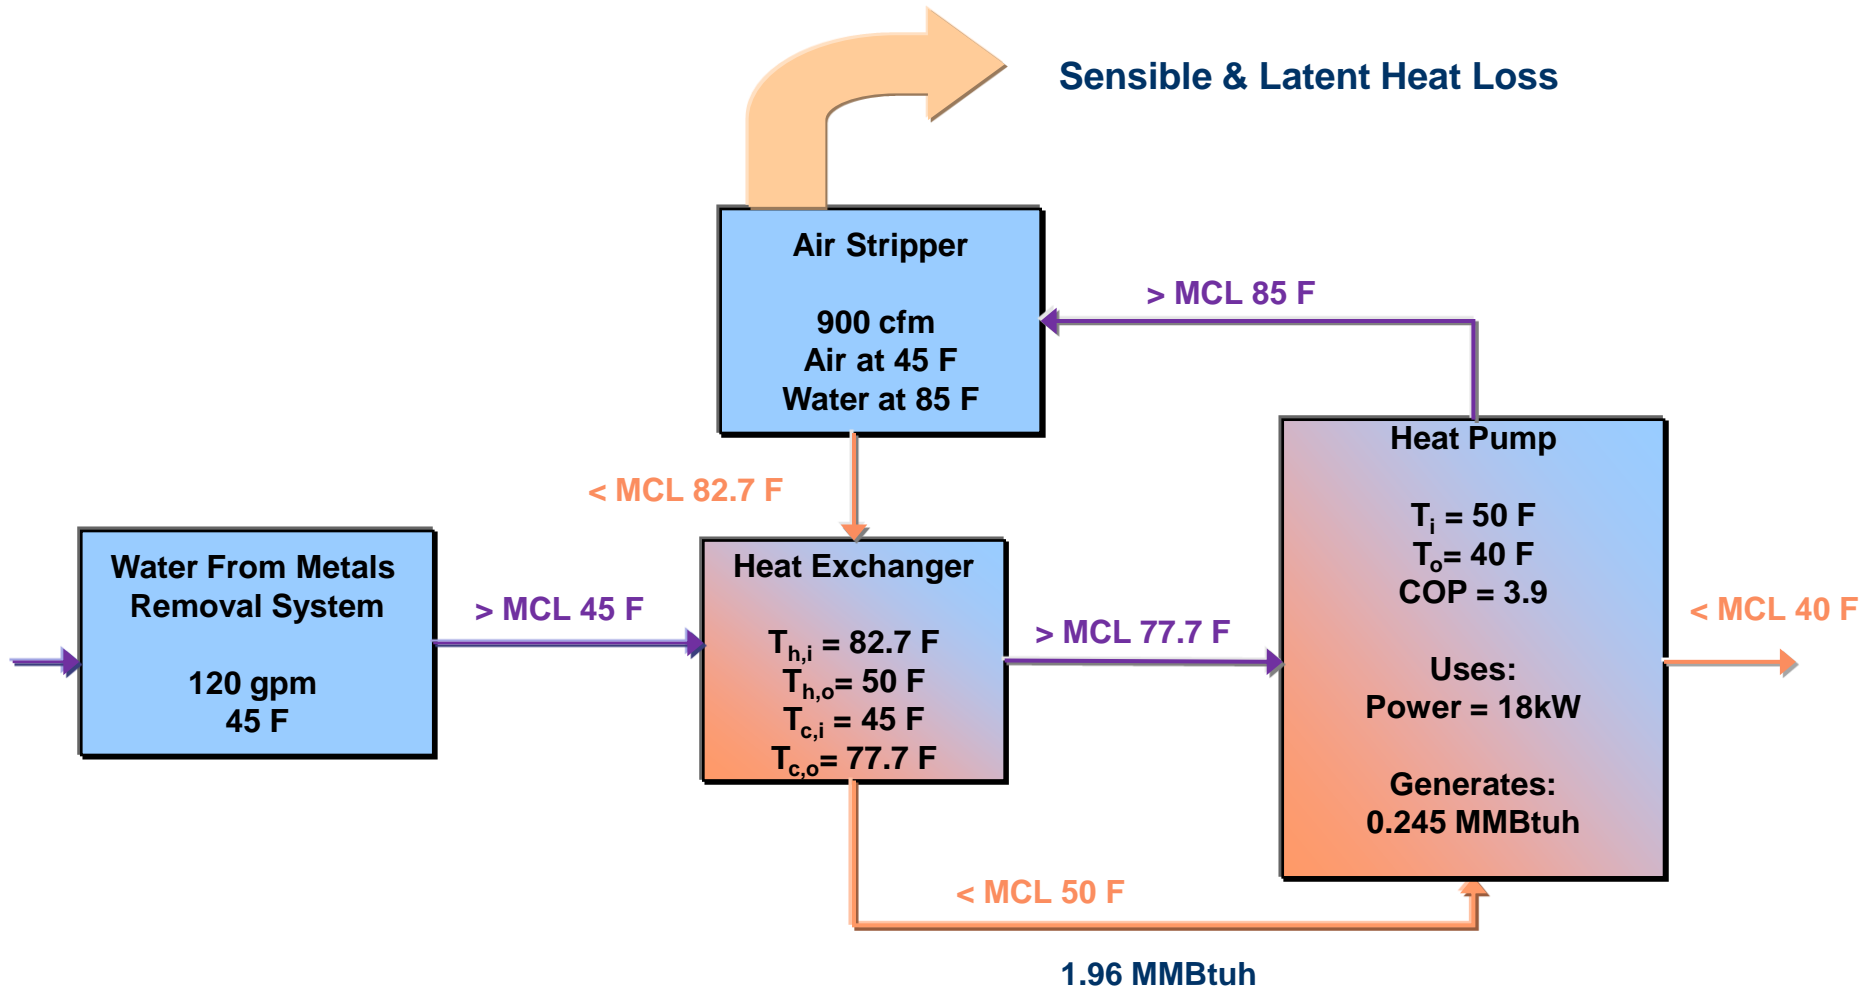 Sensible & Latent Heat Loss
Air Stripper
900 cfm
Air at 45 F
Water at 85 F
> MCL 85 F
< MCL 82.7 F
Water From Metals
Removal System
120 gpm
45 F
> MCL 45 F
Heat Exchanger
Th,i = 82.7 F
Th,o= 50 F
Tc,i = 45 F
Tc,o= 77.7 F
> MCL 77.7 F
Heat Pump
Ti = 50 F
To= 40 F
COP = 3.9
Uses:
Power = 18kW
Generates:
0.245 MMBtuh
< MCL 40 F
< MCL 50 F
1.96 MMBtuh